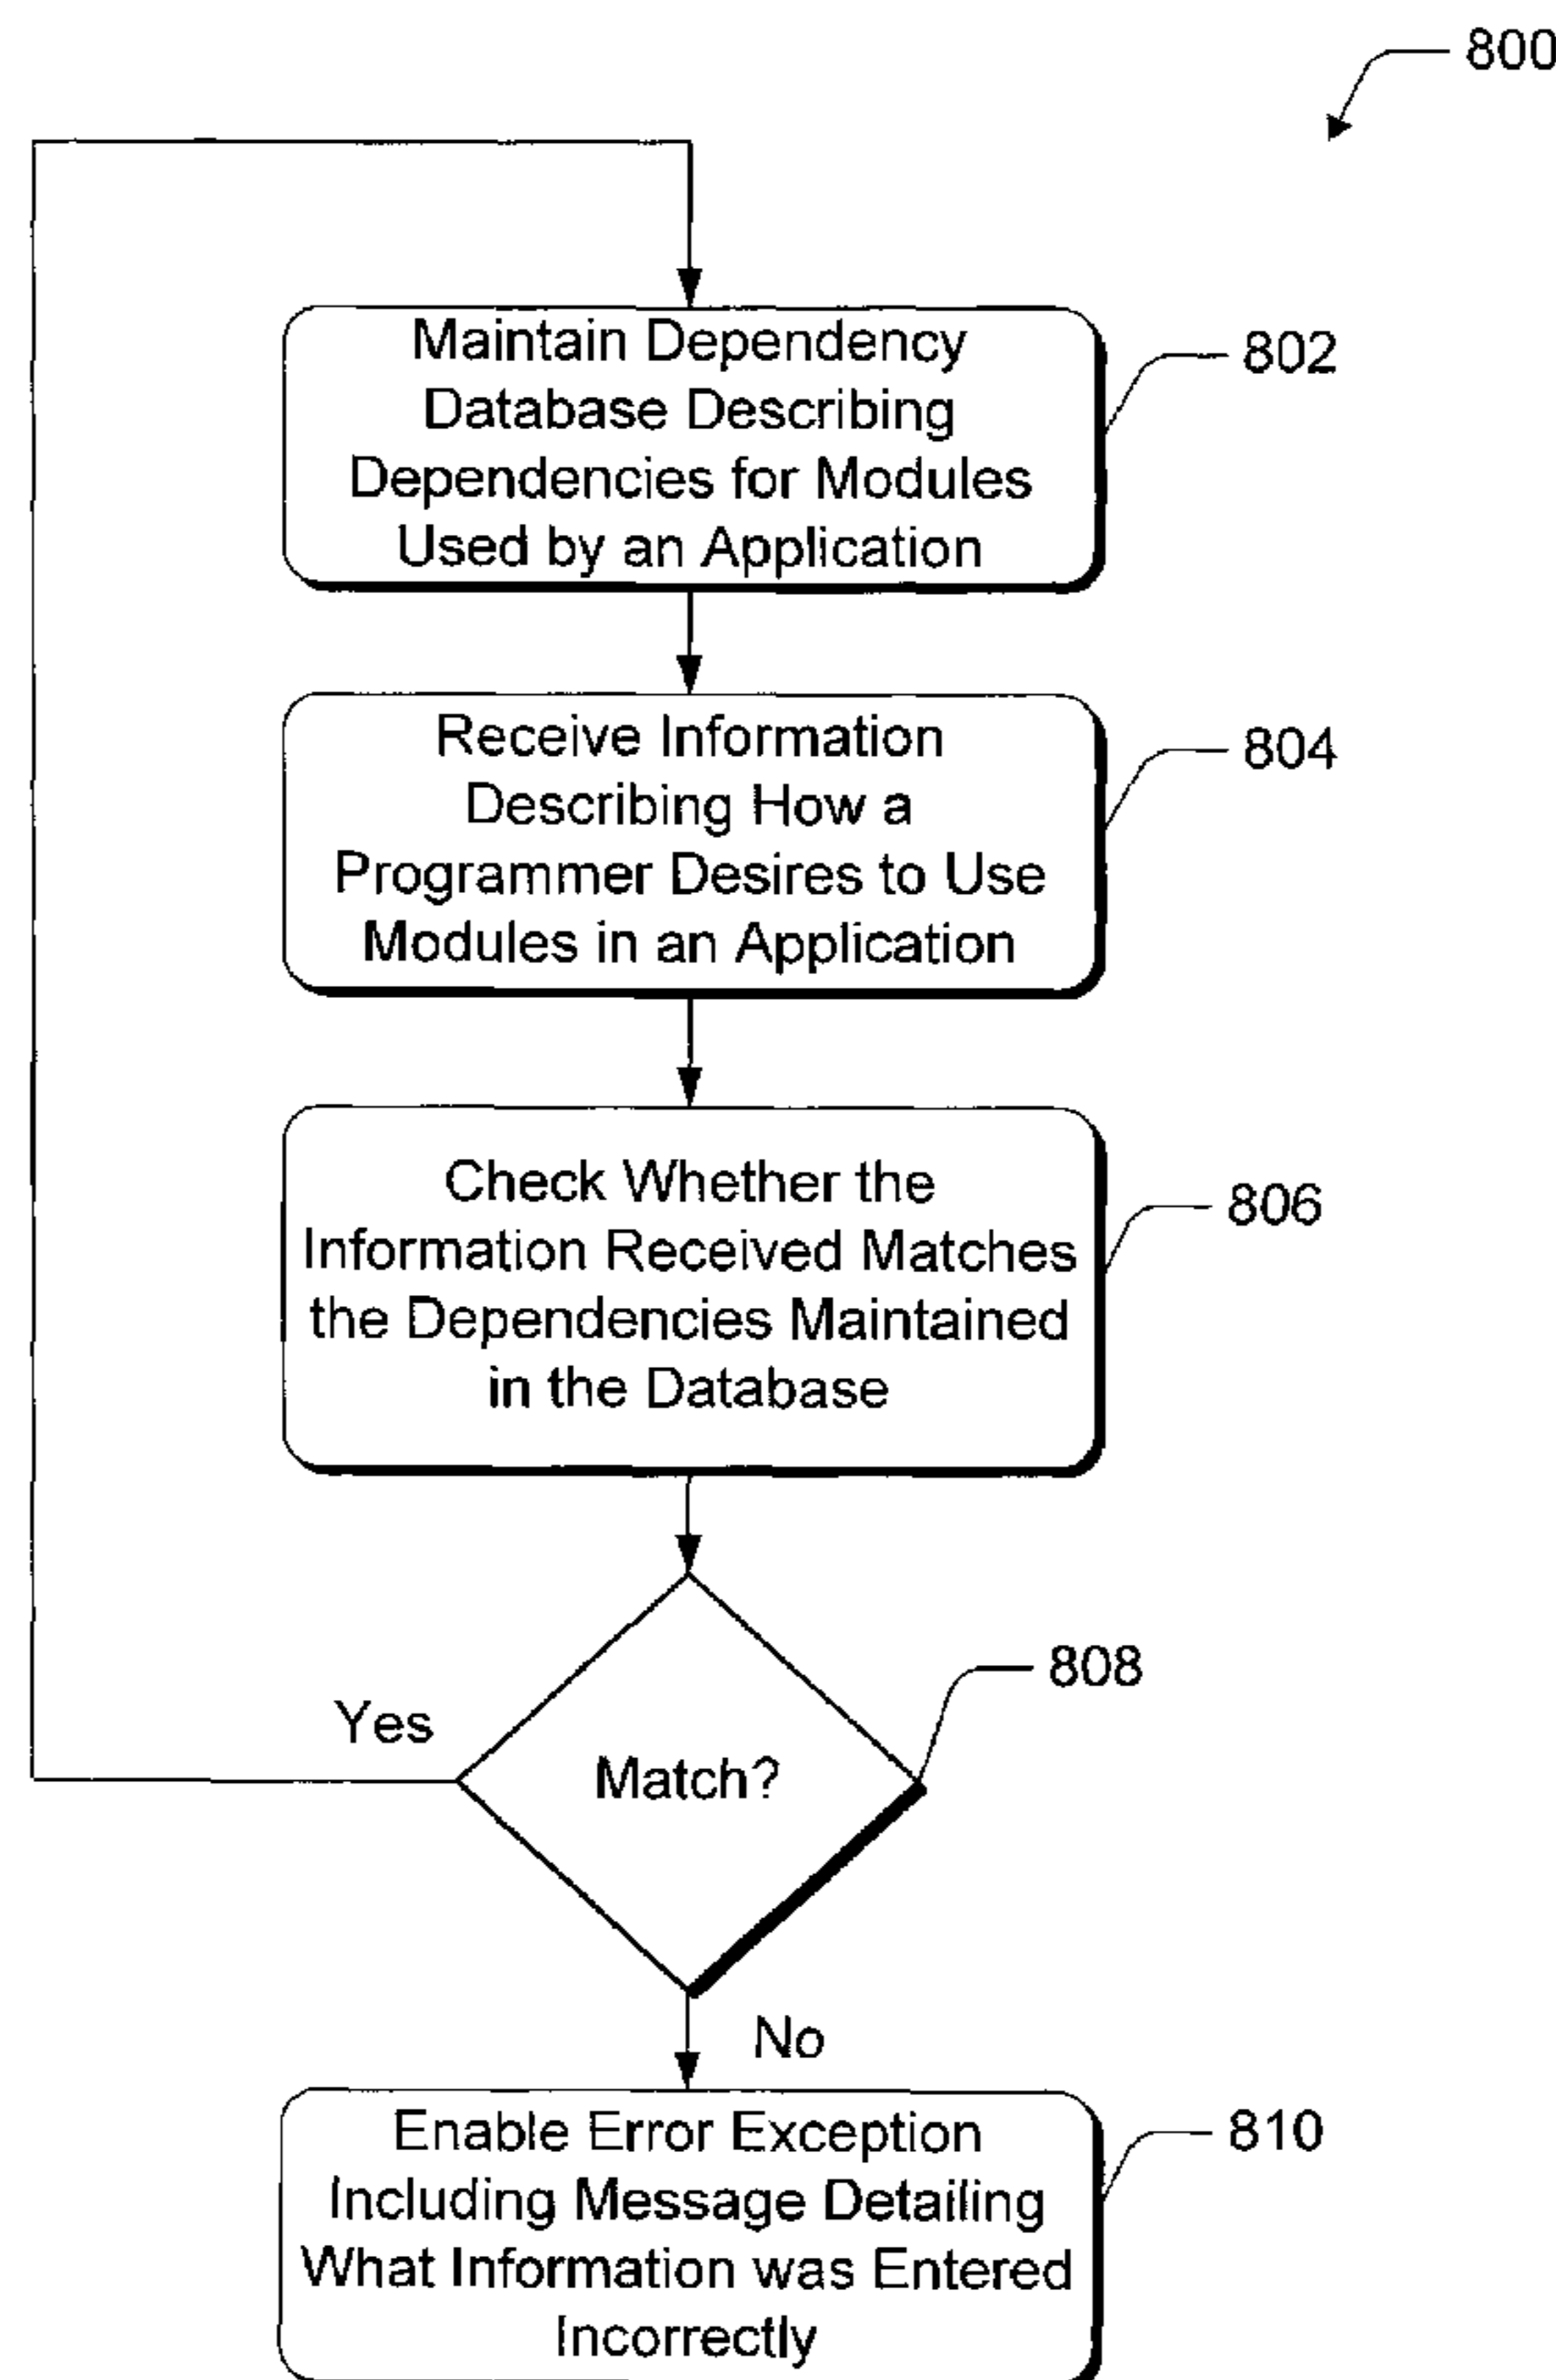 800
Maintain Dependency
Database Describing
Dependencies for Modules
Used by an Application
802
Receive Information
Describing How a
Programmer Desires to Use
Modules in an Application
804
Check Whether the
Information Received Matches
the Dependencies Maintained
in the Database
806
808
Yes
Match?
No
Enable Error Exception
Including Message Detailing
What Information was Entered
Incorrectly
810